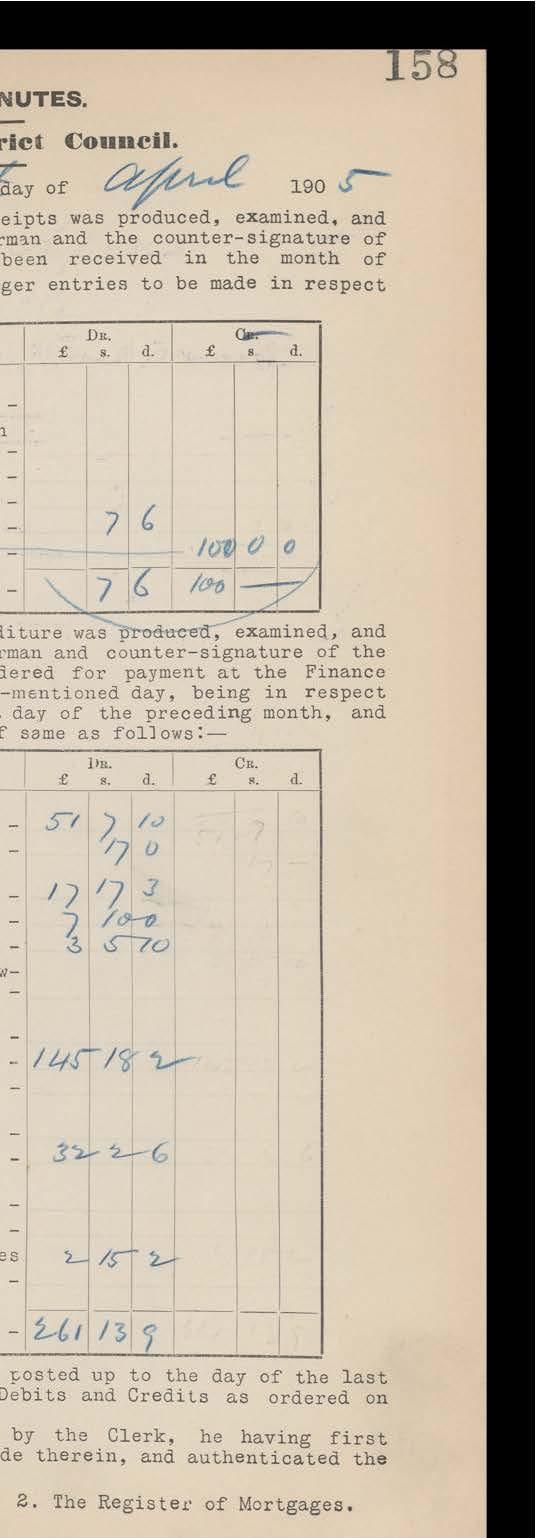 158
NUTES.
rict Council.
day of April 1905
eipts was produced, examined, and
rman and the counter-signature of
been received in the month of
ger entries to be made in respect
DR. CR.
£ s. d. £ s d.
–
n
–
–
–
7 6
–
– 100 0 0
– 7 6 100 —
diture was produced, examined, and
rman and counter-signature of the
dered for payment at the Finance
-mentioned day, being in respect
day of the preceding month, and
f same as follows:—
DR. CR.
£ s. d. £ s. d.
– 51 7 10
– 17 0
– 17 17 3
– 7 10 0
– 3 5 10
w–
–
–
– 145 18 2
–
–
– 32 2 6
–
–
es 2 15 2
–
– 261 13 9
posted up to the day of the last
Debits and Credits as ordered on
by the Clerk, he having first
de therein, and authenticated the
2. The Register of Mortgages.